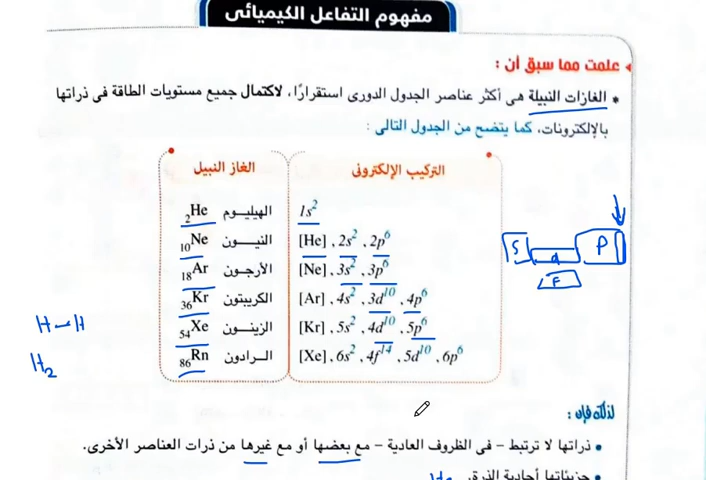 مفهوم التفاعل الكيميائى
علمت مما سبق أن :
* الغازات النبيلة هى أكثر عناصر الجدول الدورى استقرارًا، لاكتمال جميع مستويات الطاقة فى ذراتها
بالإلكترونات، كما يتضح من الجدول التالى :
الغاز النبيل التركيب الإلكترونى
الهيليوم ₂He 1s²
النيون ₁₀Ne [He] , 2s² , 2p⁶
الأرجون ₁₈Ar [Ne] , 3s² , 3p⁶
الكريبتون ₃₆Kr [Ar] , 4s² , 3d¹⁰ , 4p⁶
الزينون ₅₄Xe [Kr] , 5s² , 4d¹⁰ , 5p⁶
الرادون ₈₆Rn [Xe] , 6s² , 4f¹⁴ , 5d¹⁰ , 6p⁶
S d P
F
H-H
H₂
لذلك فإن :
• ذراتها لا ترتبط - فى الظروف العادية - مع بعضها أو مع غيرها من ذرات العناصر الأخرى.
• جزيئاتها أحادية الذرة.